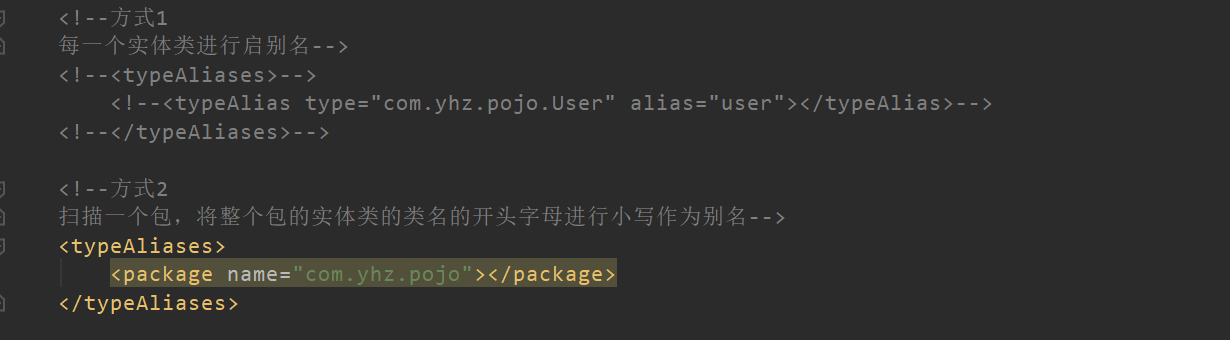 <!--方式1
每一个实体类进行启别名-->
<!--<typeAliases>-->
<!--<typeAlias type="com.yhz.pojo.User" alias="user"></typeAlias>-->
<!--</typeAliases>-->
<!--方式2
扫描一个包，将整个包的实体类的类名的开头字母进行小写作为别名-->
<typeAliases>
<package name="com.yhz.pojo"></package>
</typeAliases>